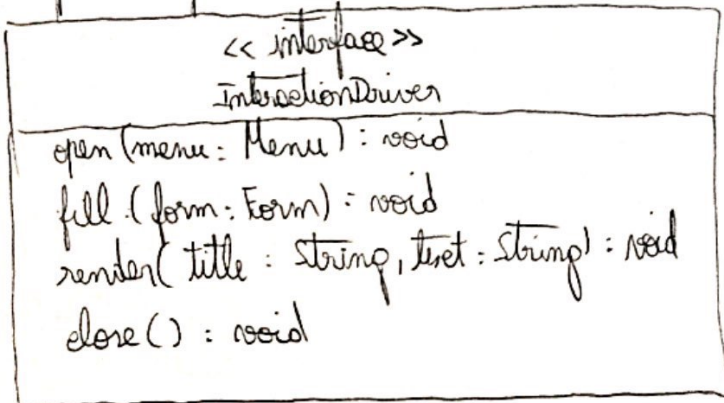 << interface >>
InteractionDriver
open (menu : Menu) : void
fill (form : Form) : void
render( title : String, text : String) : void
close () : void